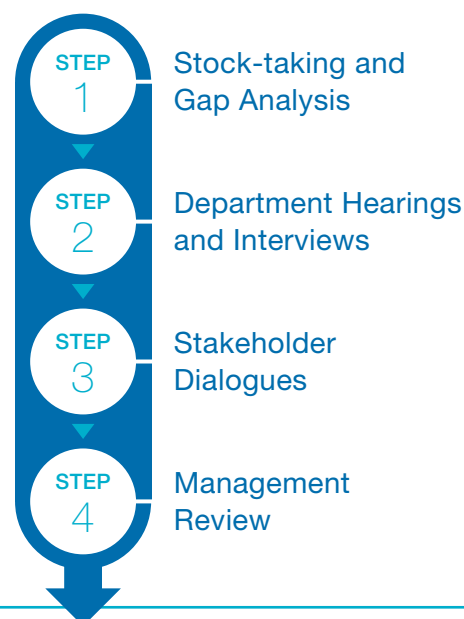 STEP
1
Stock-taking and
Gap Analysis
STEP
2
Department Hearings
and Interviews
STEP
3
Stakeholder
Dialogues
STEP
4
Management
Review